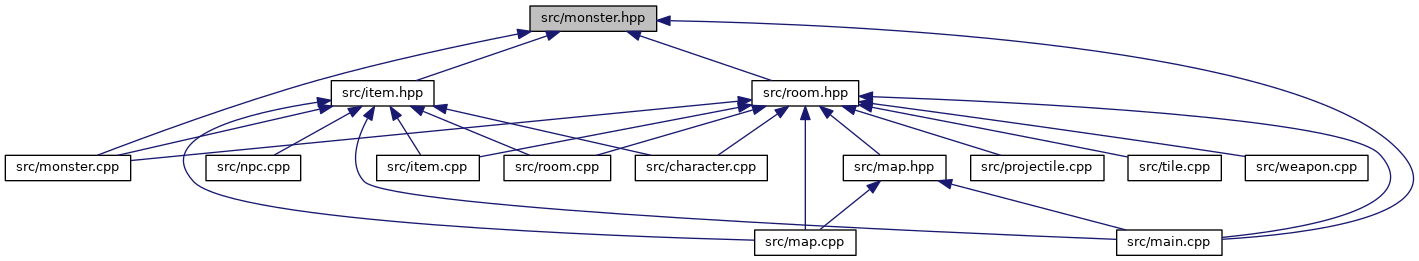 src/monster.hpp
src/item.hpp
src/room.hpp
src/monster.cpp
src/npc.cpp
src/item.cpp
src/room.cpp
src/character.cpp
src/map.hpp
src/projectile.cpp
src/tile.cpp
src/weapon.cpp
src/map.cpp
src/main.cpp